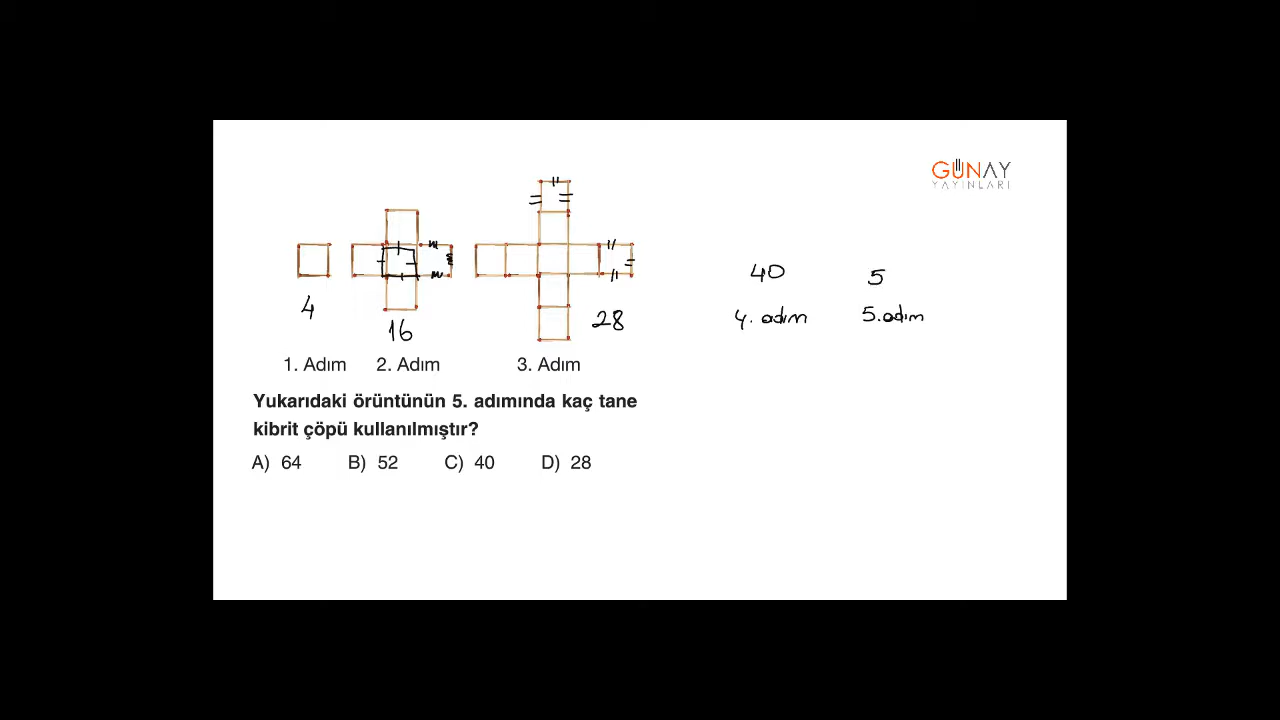 GÜNAY
YAYINLARI
40 5
4. adım 5.adım
4 16 28
1. Adım 2. Adım 3. Adım
Yukarıdaki örüntünün 5. adımında kaç tane
kibrit çöpü kullanılmıştır?
A) 64 B) 52 C) 40 D) 28